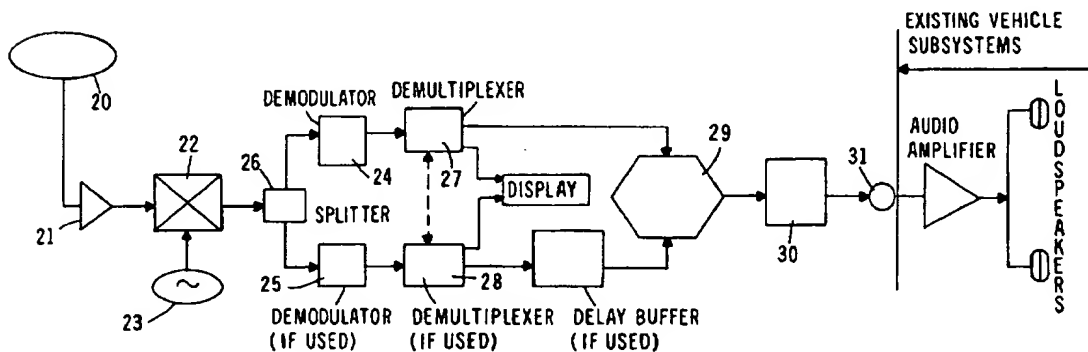 EXISTING VEHICLE
SUBSYSTEMS
20
21
22
23
26
SPLITTER
DEMODULATOR
24
DEMULTIPLEXER
27
DISPLAY
25
DEMODULATOR
(IF USED)
28
DEMULTIPLEXER
(IF USED)
DELAY BUFFER
(IF USED)
29
30
31
AUDIO
AMPLIFIER
LOUDSPEAKERS